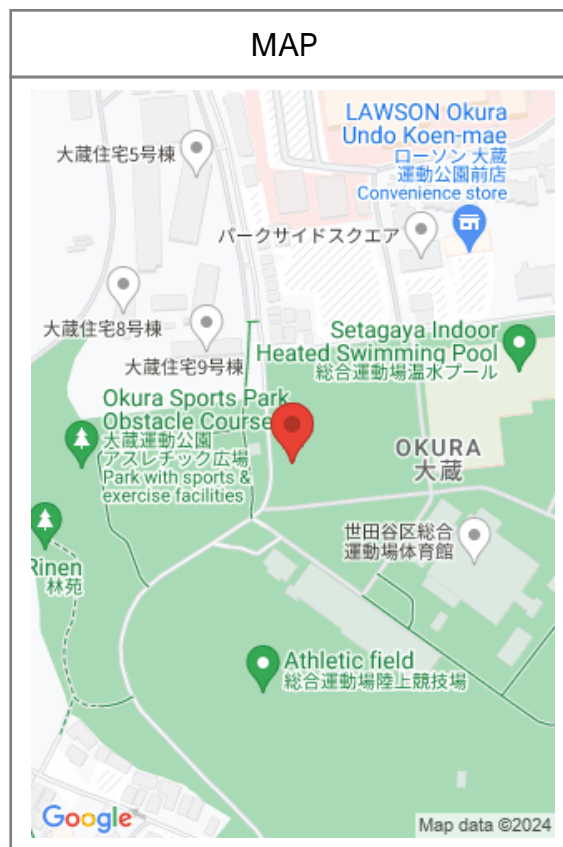 MAP
LAWSON Okura
Undo Koen-mae
ローソン 大蔵
運動公園前店
Convenience store
大蔵住宅5号棟
パークサイドスクエア
大蔵住宅8号棟
大蔵住宅9号棟
Setagaya Indoor
Heated Swimming Pool
総合運動場温水プール
Okura Sports Park
Obstacle Course
大蔵運動公園
アスレチック広場
Park with sports &
exercise facilities
OKURA
大蔵
世田谷区総合
運動場体育館
Rinen
林苑
Athletic field
総合運動場陸上競技場
Google
Map data ©2024